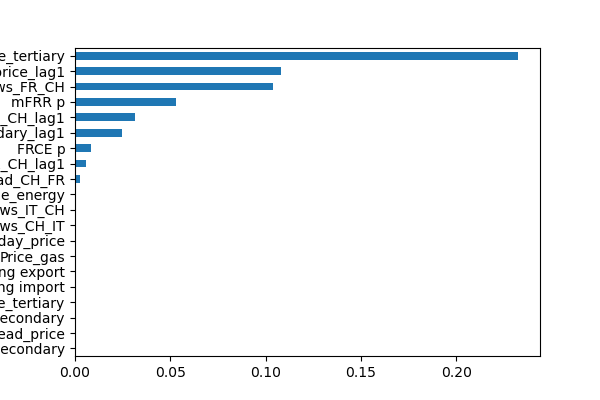 e_tertiary
price_lag1
ws_FR_CH
mFRR p
_CH_lag1
dary_lag1
FRCE p
_CH_lag1
ad_CH_FR
e_energy
ws_IT_CH
ws_CH_IT
day_price
Price_gas
ng export
ng import
e_tertiary
econdary
ead_price
econdary
0.00 0.05 0.10 0.15 0.20